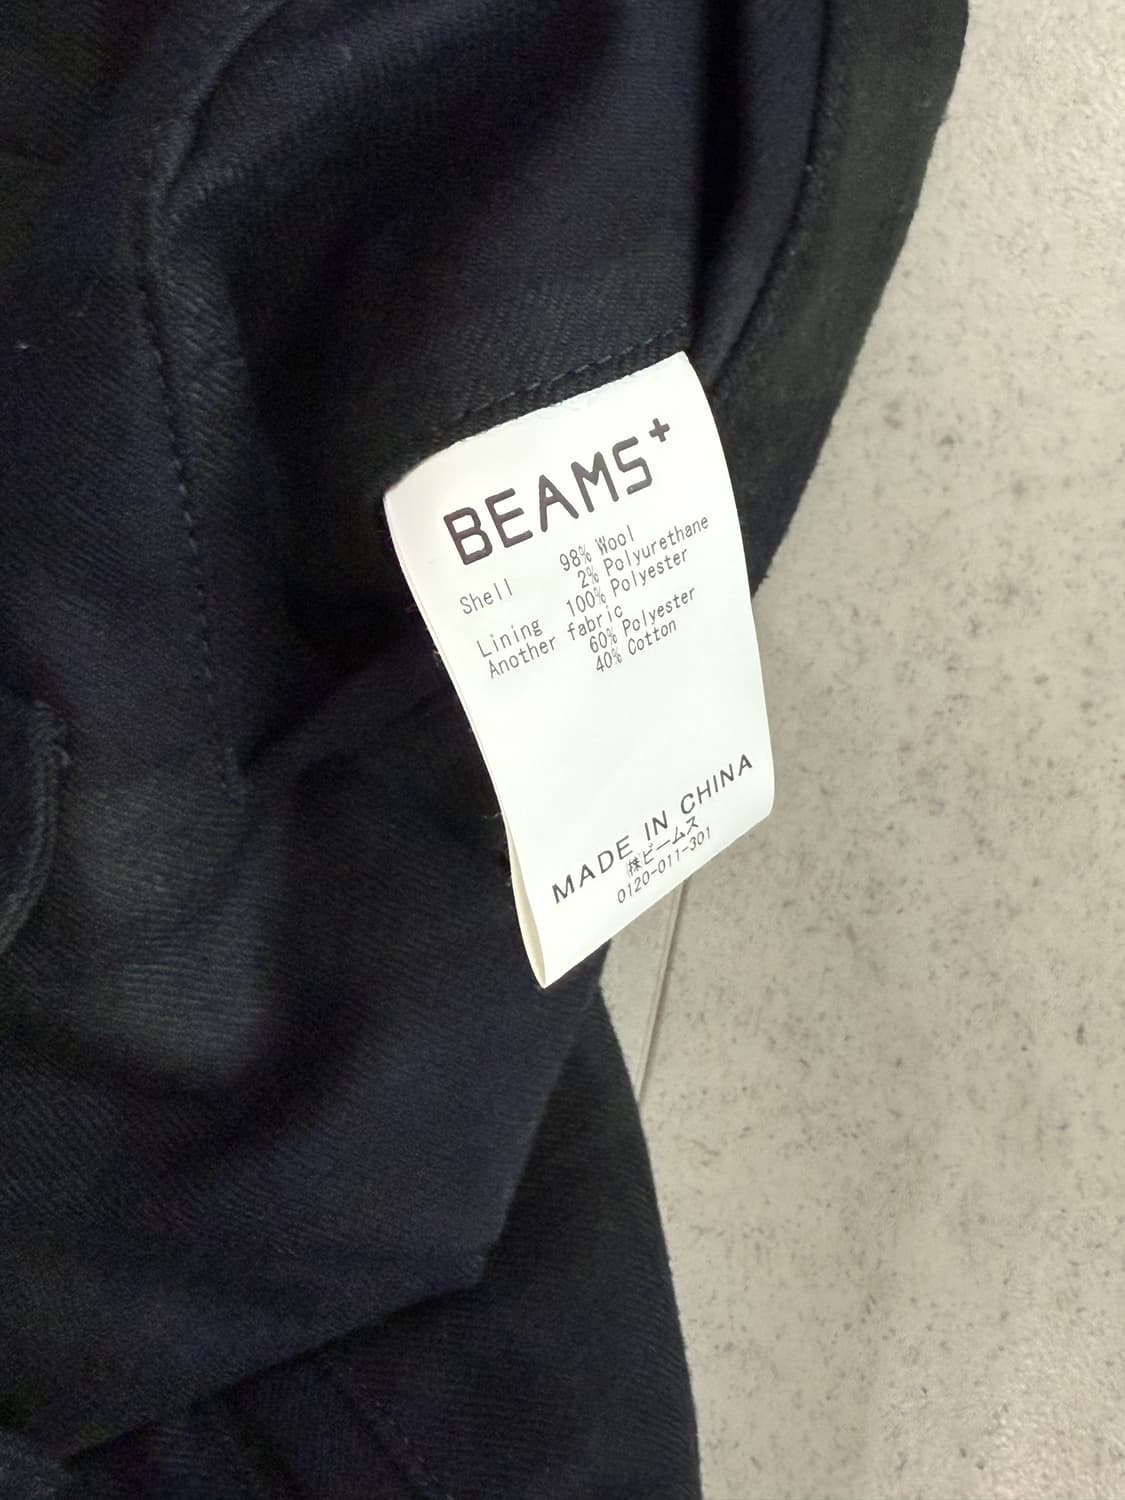 BEAMS+
98% Wool
Shell 2% Polyurethane
Lining 100% Polyester
Another fabric
60% Polyester
40% Cotton
MADE IN CHINA
㈱ビームス
0120-011-301